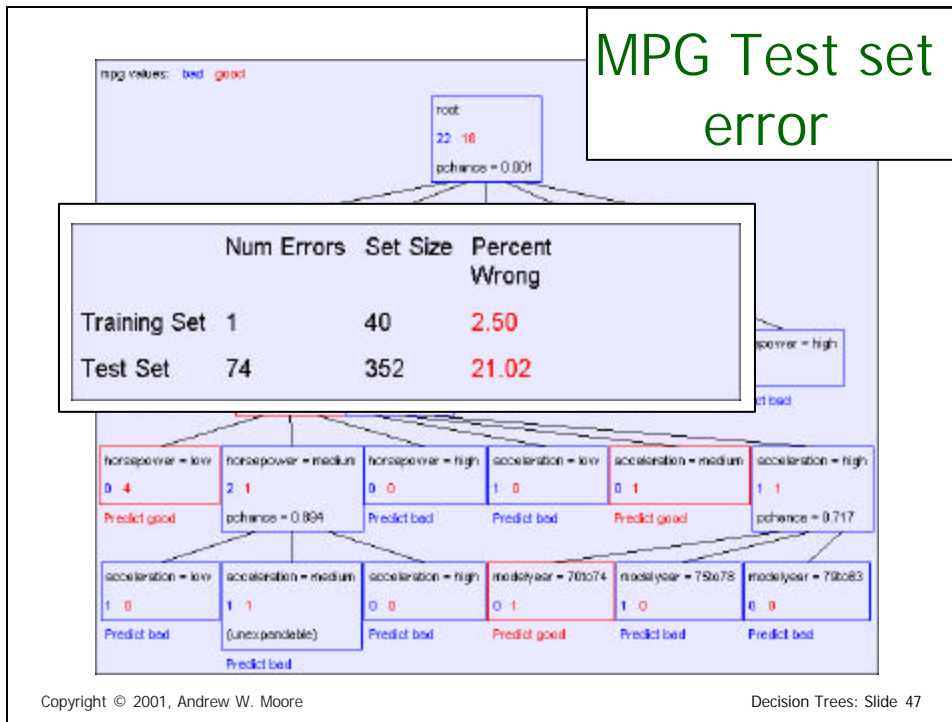 MPG Test set
error
mpg values: bad good
root
22 18
pchance = 0.001
Num Errors Set Size Percent
Wrong
Training Set 1 40 2.50
Test Set 74 352 21.02
= high
bad
horsepower = low horsepower = medium horsepower = high acceleration = low acceleration = medium acceleration = high
0 4 2 1 0 0 1 0 0 1 1 1
Predict good pchance = 0.894 Predict bad Predict bad Predict good pchance = 0.717
acceleration = low acceleration = medium acceleration = high modelyear = 70to74 modelyear = 75to78 modelyear = 79to83
1 0 1 1 0 0 0 1 1 0 0 0
Predict bad (unexpandable) Predict bad Predict good Predict bad Predict bad
Predict bad
Copyright © 2001, Andrew W. Moore Decision Trees: Slide 47